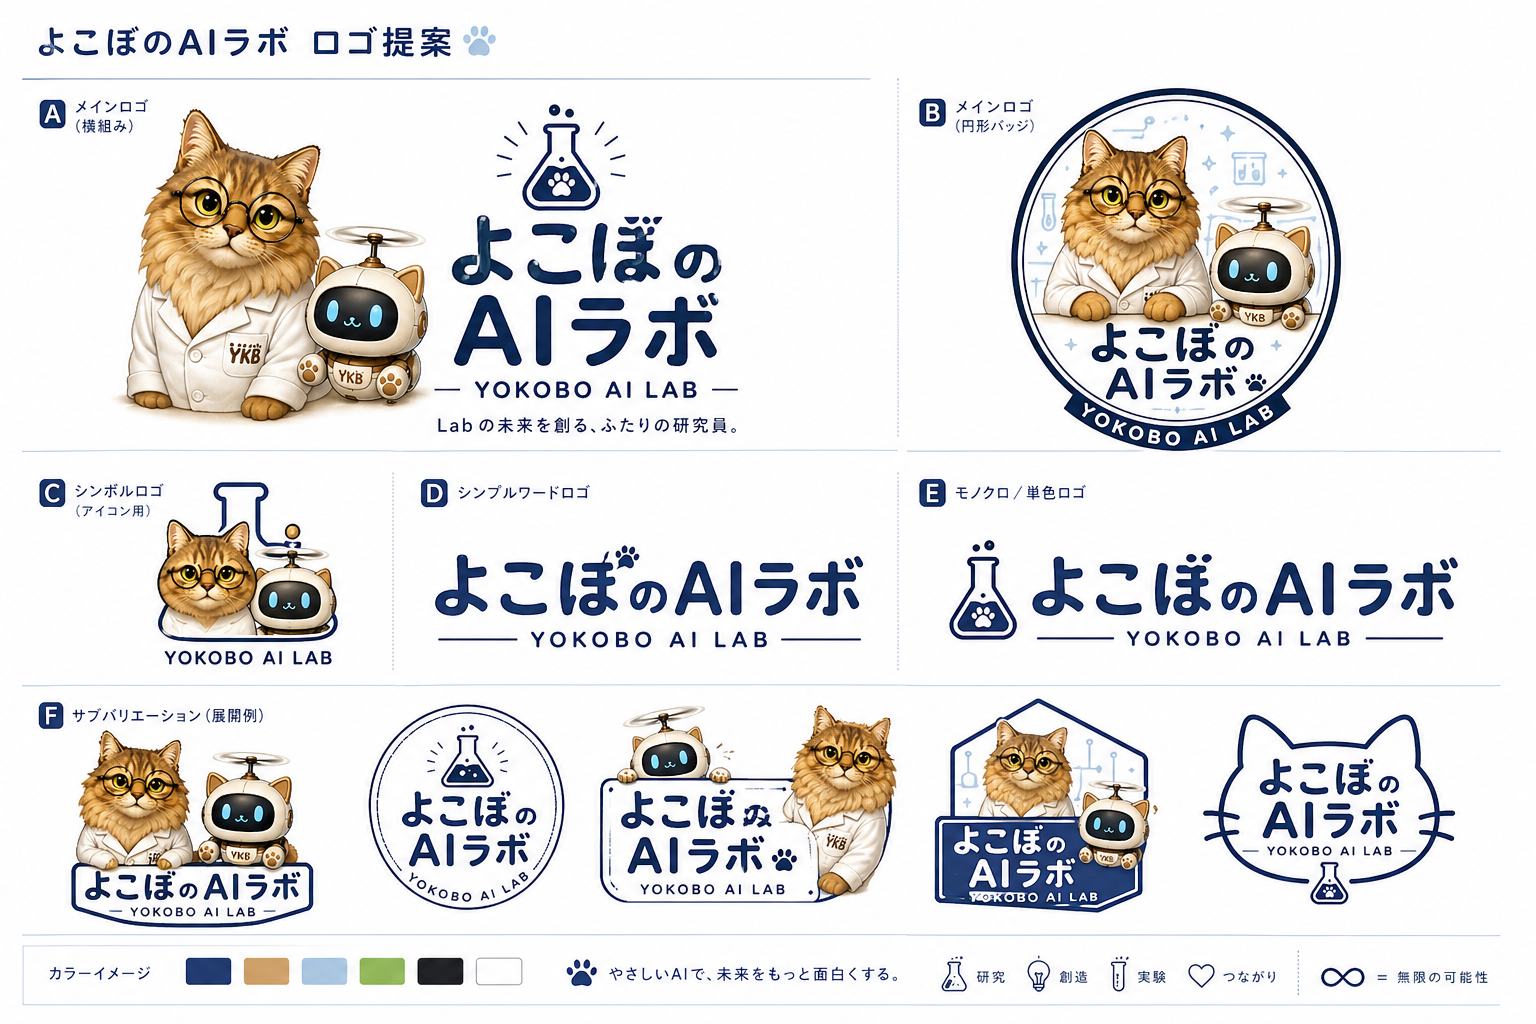 よこぼのAIラボ ロゴ提案
A メインロゴ
(横組み)
YKB
YKB
よこぼの
AIラボ
YOKOBO AI LAB
Labの未来を創る、ふたりの研究員。
B メインロゴ
(円形バッジ)
YKB
よこぼの
AIラボ
YOKOBO AI LAB
C シンボルロゴ
(アイコン用)
YOKOBO AI LAB
D シンプルワードロゴ
よこぼのAIラボ
YOKOBO AI LAB
E モノクロ / 単色ロゴ
よこぼのAIラボ
YOKOBO AI LAB
F サブバリエーション(展開例)
YKB
よこぼのAIラボ
YOKOBO AI LAB
よこぼの
AIラボ
YOKOBO AI LAB
よこぼ
AIラボ
YOKOBO AI LAB
YKB
よこぼの
AIラボ
YOKOBO AI LAB
よこぼの
AIラボ
YOKOBO AI LAB
カラーイメージ
やさしいAIで、未来をもっと面白くする。
研究
創造
実験
つながり
∞ = 無限の可能性